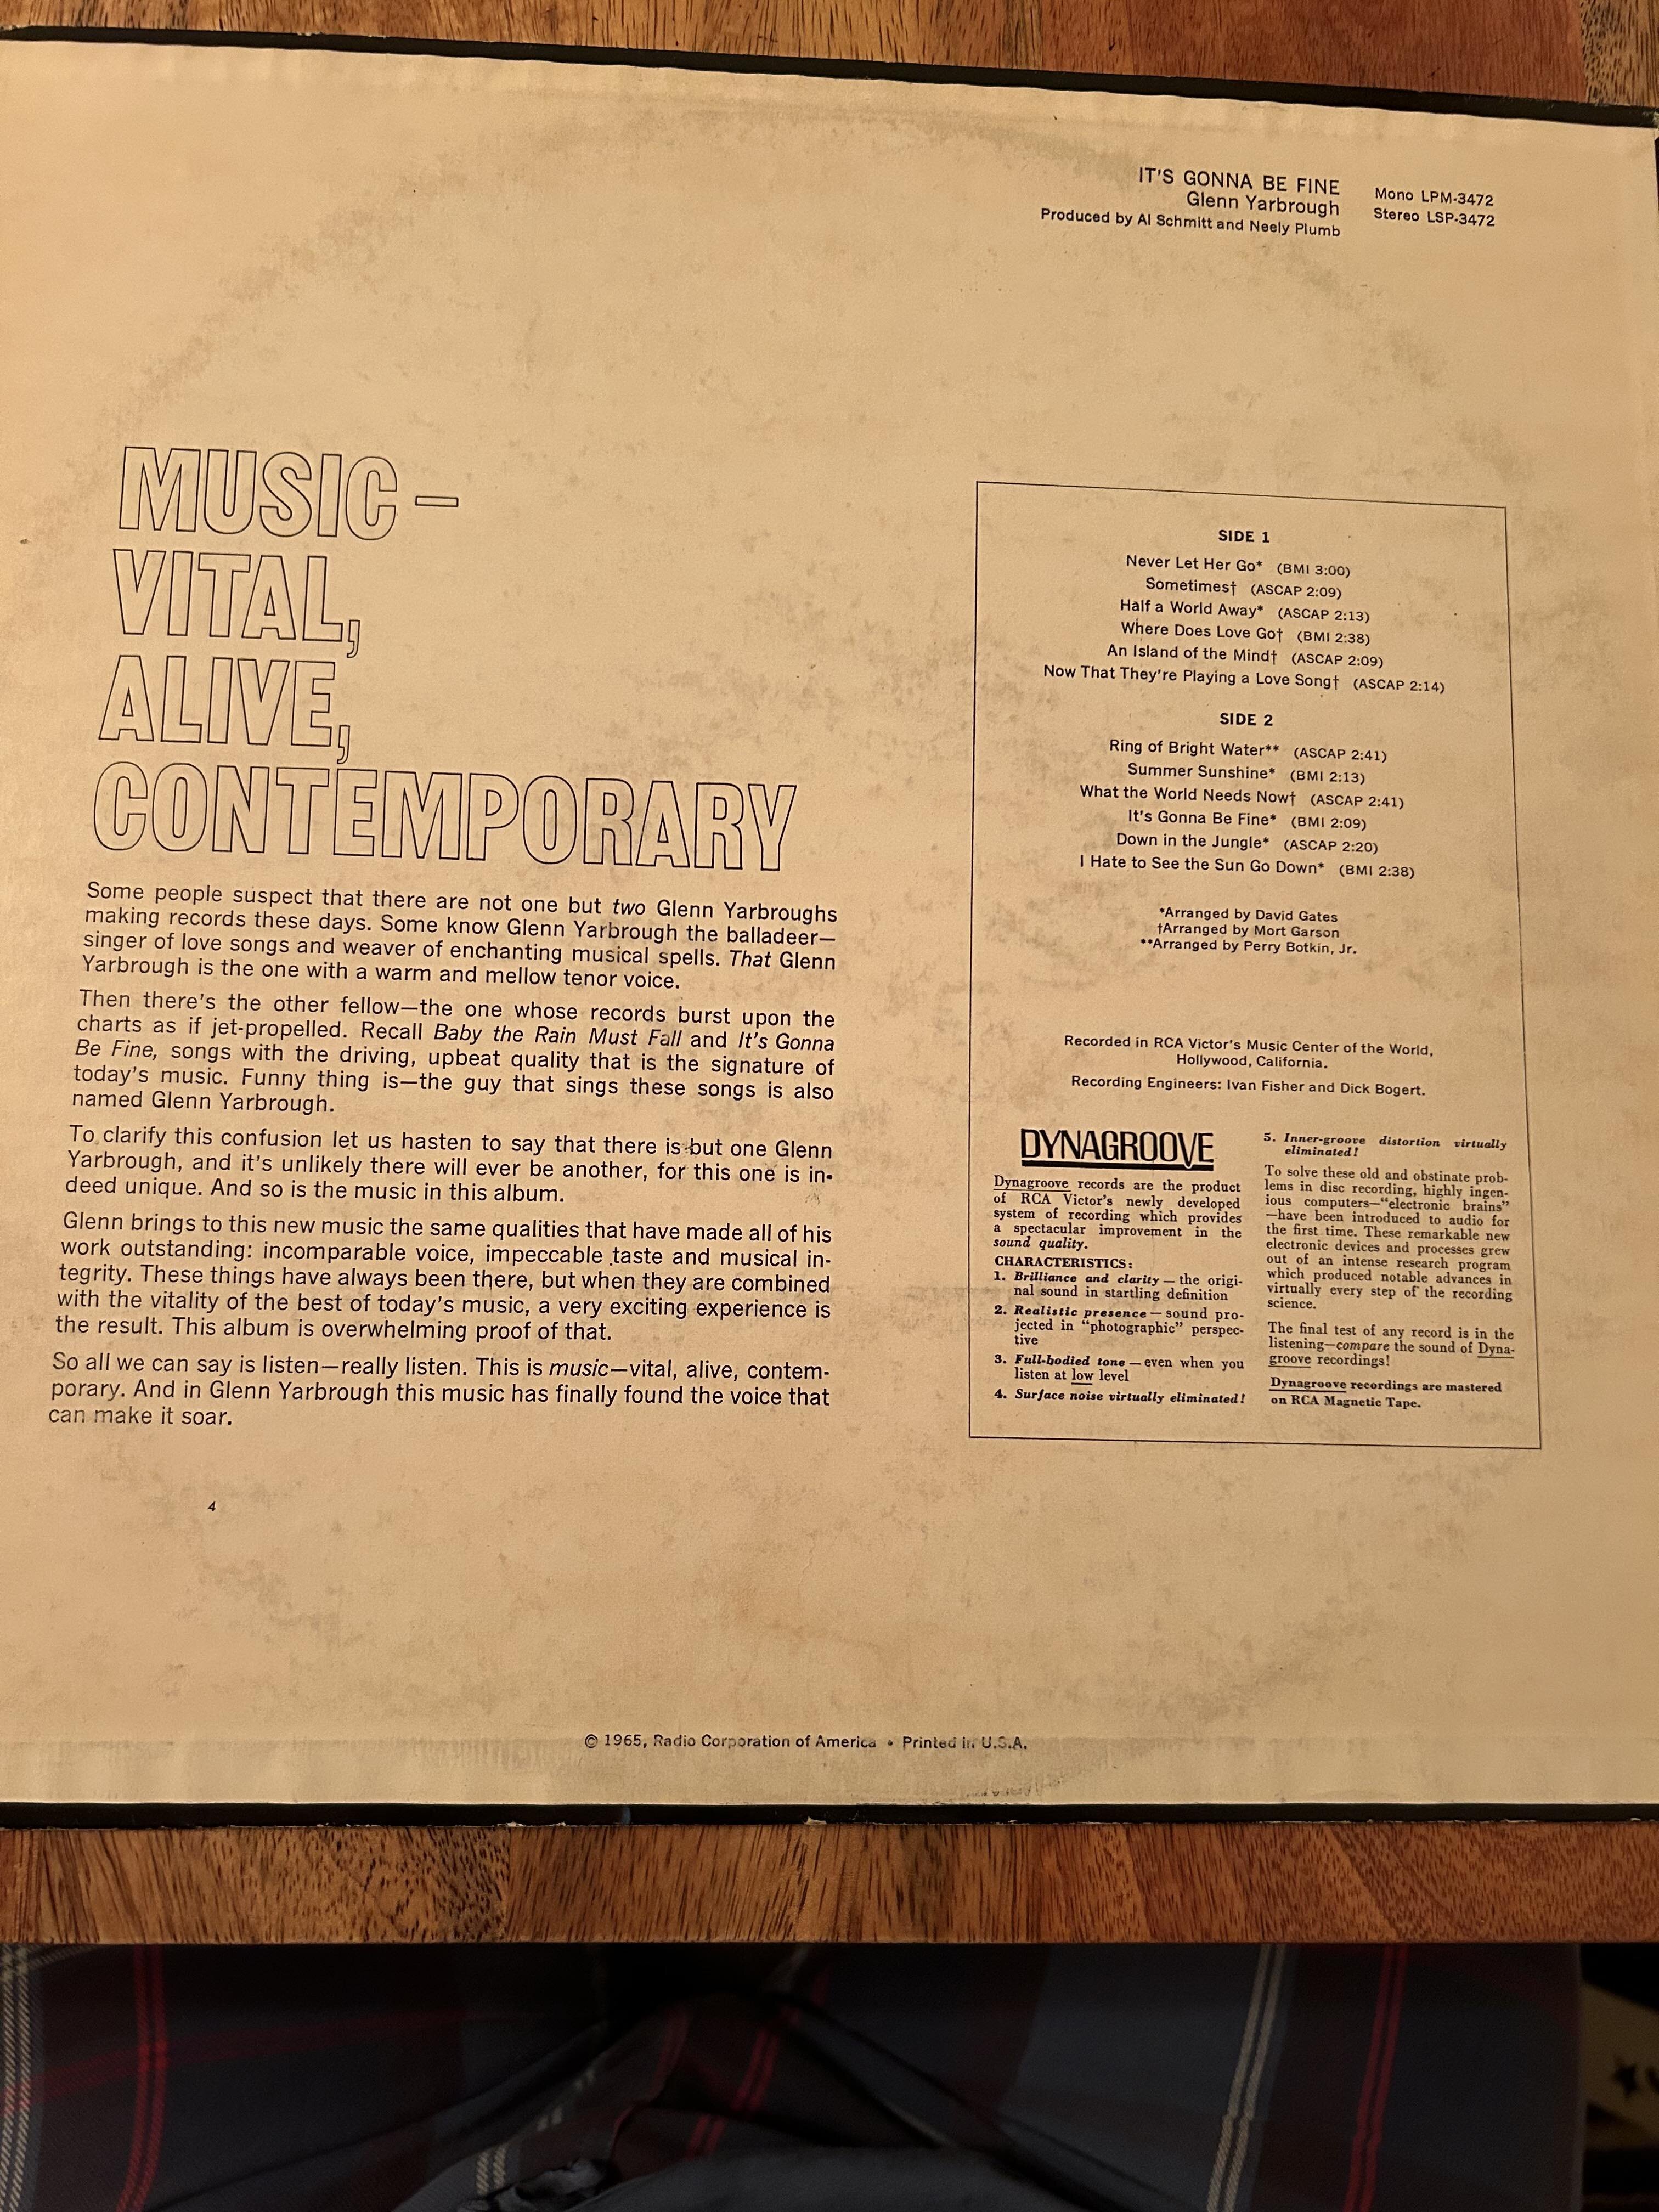 IT'S GONNA BE FINE
Glenn Yarbrough
Produced by Al Schmitt and Neely Plumb
Mono LPM-3472
Stereo LSP-3472
MUSIC –
VITAL,
ALIVE,
CONTEMPORARY
Some people suspect that there are not one but two Glenn Yarbroughs
making records these days. Some know Glenn Yarbrough the balladeer—
singer of love songs and weaver of enchanting musical spells. That Glenn
Yarbrough is the one with a warm and mellow tenor voice.
Then there's the other fellow—the one whose records burst upon the
charts as if jet-propelled. Recall Baby the Rain Must Fall and It's Gonna
Be Fine, songs with the driving, upbeat quality that is the signature of
today's music. Funny thing is—the guy that sings these songs is also
named Glenn Yarbrough.
To clarify this confusion let us hasten to say that there is but one Glenn
Yarbrough, and it's unlikely there will ever be another, for this one is in-
deed unique. And so is the music in this album.
Glenn brings to this new music the same qualities that have made all of his
work outstanding: incomparable voice, impeccable taste and musical in-
tegrity. These things have always been there, but when they are combined
with the vitality of the best of today's music, a very exciting experience is
the result. This album is overwhelming proof of that.
So all we can say is listen—really listen. This is music—vital, alive, contem-
porary. And in Glenn Yarbrough this music has finally found the voice that
can make it soar.
4
SIDE 1
Never Let Her Go* (BMI 3:00)
Sometimes† (ASCAP 2:09)
Half a World Away* (ASCAP 2:13)
Where Does Love Go† (BMI 2:38)
An Island of the Mind† (ASCAP 2:09)
Now That They're Playing a Love Song† (ASCAP 2:14)
SIDE 2
Ring of Bright Water** (ASCAP 2:41)
Summer Sunshine* (BMI 2:13)
What the World Needs Now† (ASCAP 2:41)
It's Gonna Be Fine* (BMI 2:09)
Down in the Jungle* (ASCAP 2:20)
I Hate to See the Sun Go Down* (BMI 2:38)
*Arranged by David Gates
†Arranged by Mort Garson
**Arranged by Perry Botkin, Jr.
Recorded in RCA Victor's Music Center of the World,
Hollywood, California.
Recording Engineers: Ivan Fisher and Dick Bogert.
DYNAGROOVE
Dynagroove records are the product
of RCA Victor's newly developed
system of recording which provides
a spectacular improvement in the
sound quality.
CHARACTERISTICS:
1. Brilliance and clarity — the origi-
nal sound in startling definition
2. Realistic presence — sound pro-
jected in "photographic" perspec-
tive
3. Full-bodied tone — even when you
listen at low level
4. Surface noise virtually eliminated!
5. Inner-groove distortion virtually
eliminated!
To solve these old and obstinate prob-
lems in disc recording, highly ingen-
ious computers—"electronic brains"
—have been introduced to audio for
the first time. These remarkable new
electronic devices and processes grew
out of an intense research program
which produced notable advances in
virtually every step of the recording
science.
The final test of any record is in the
listening—compare the sound of Dyna-
groove recordings!
Dynagroove recordings are mastered
on RCA Magnetic Tape.
© 1965, Radio Corporation of America • Printed in U.S.A.